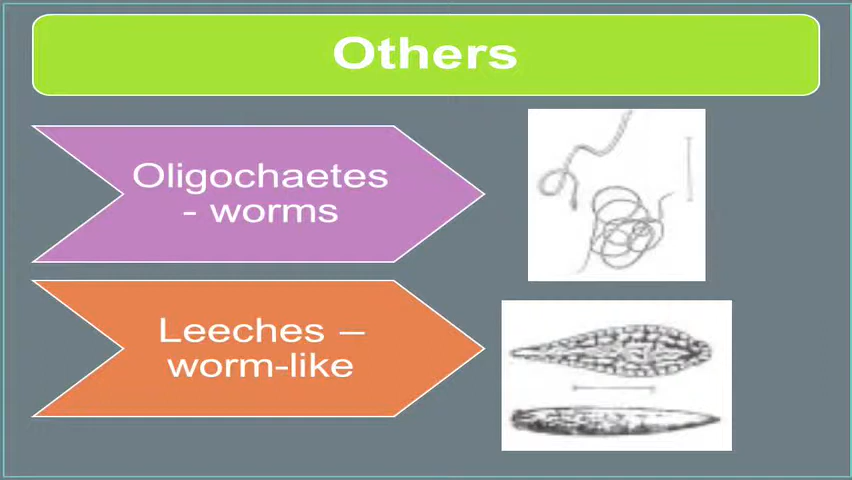 Others
Oligochaetes
- worms
Leeches –
worm-like